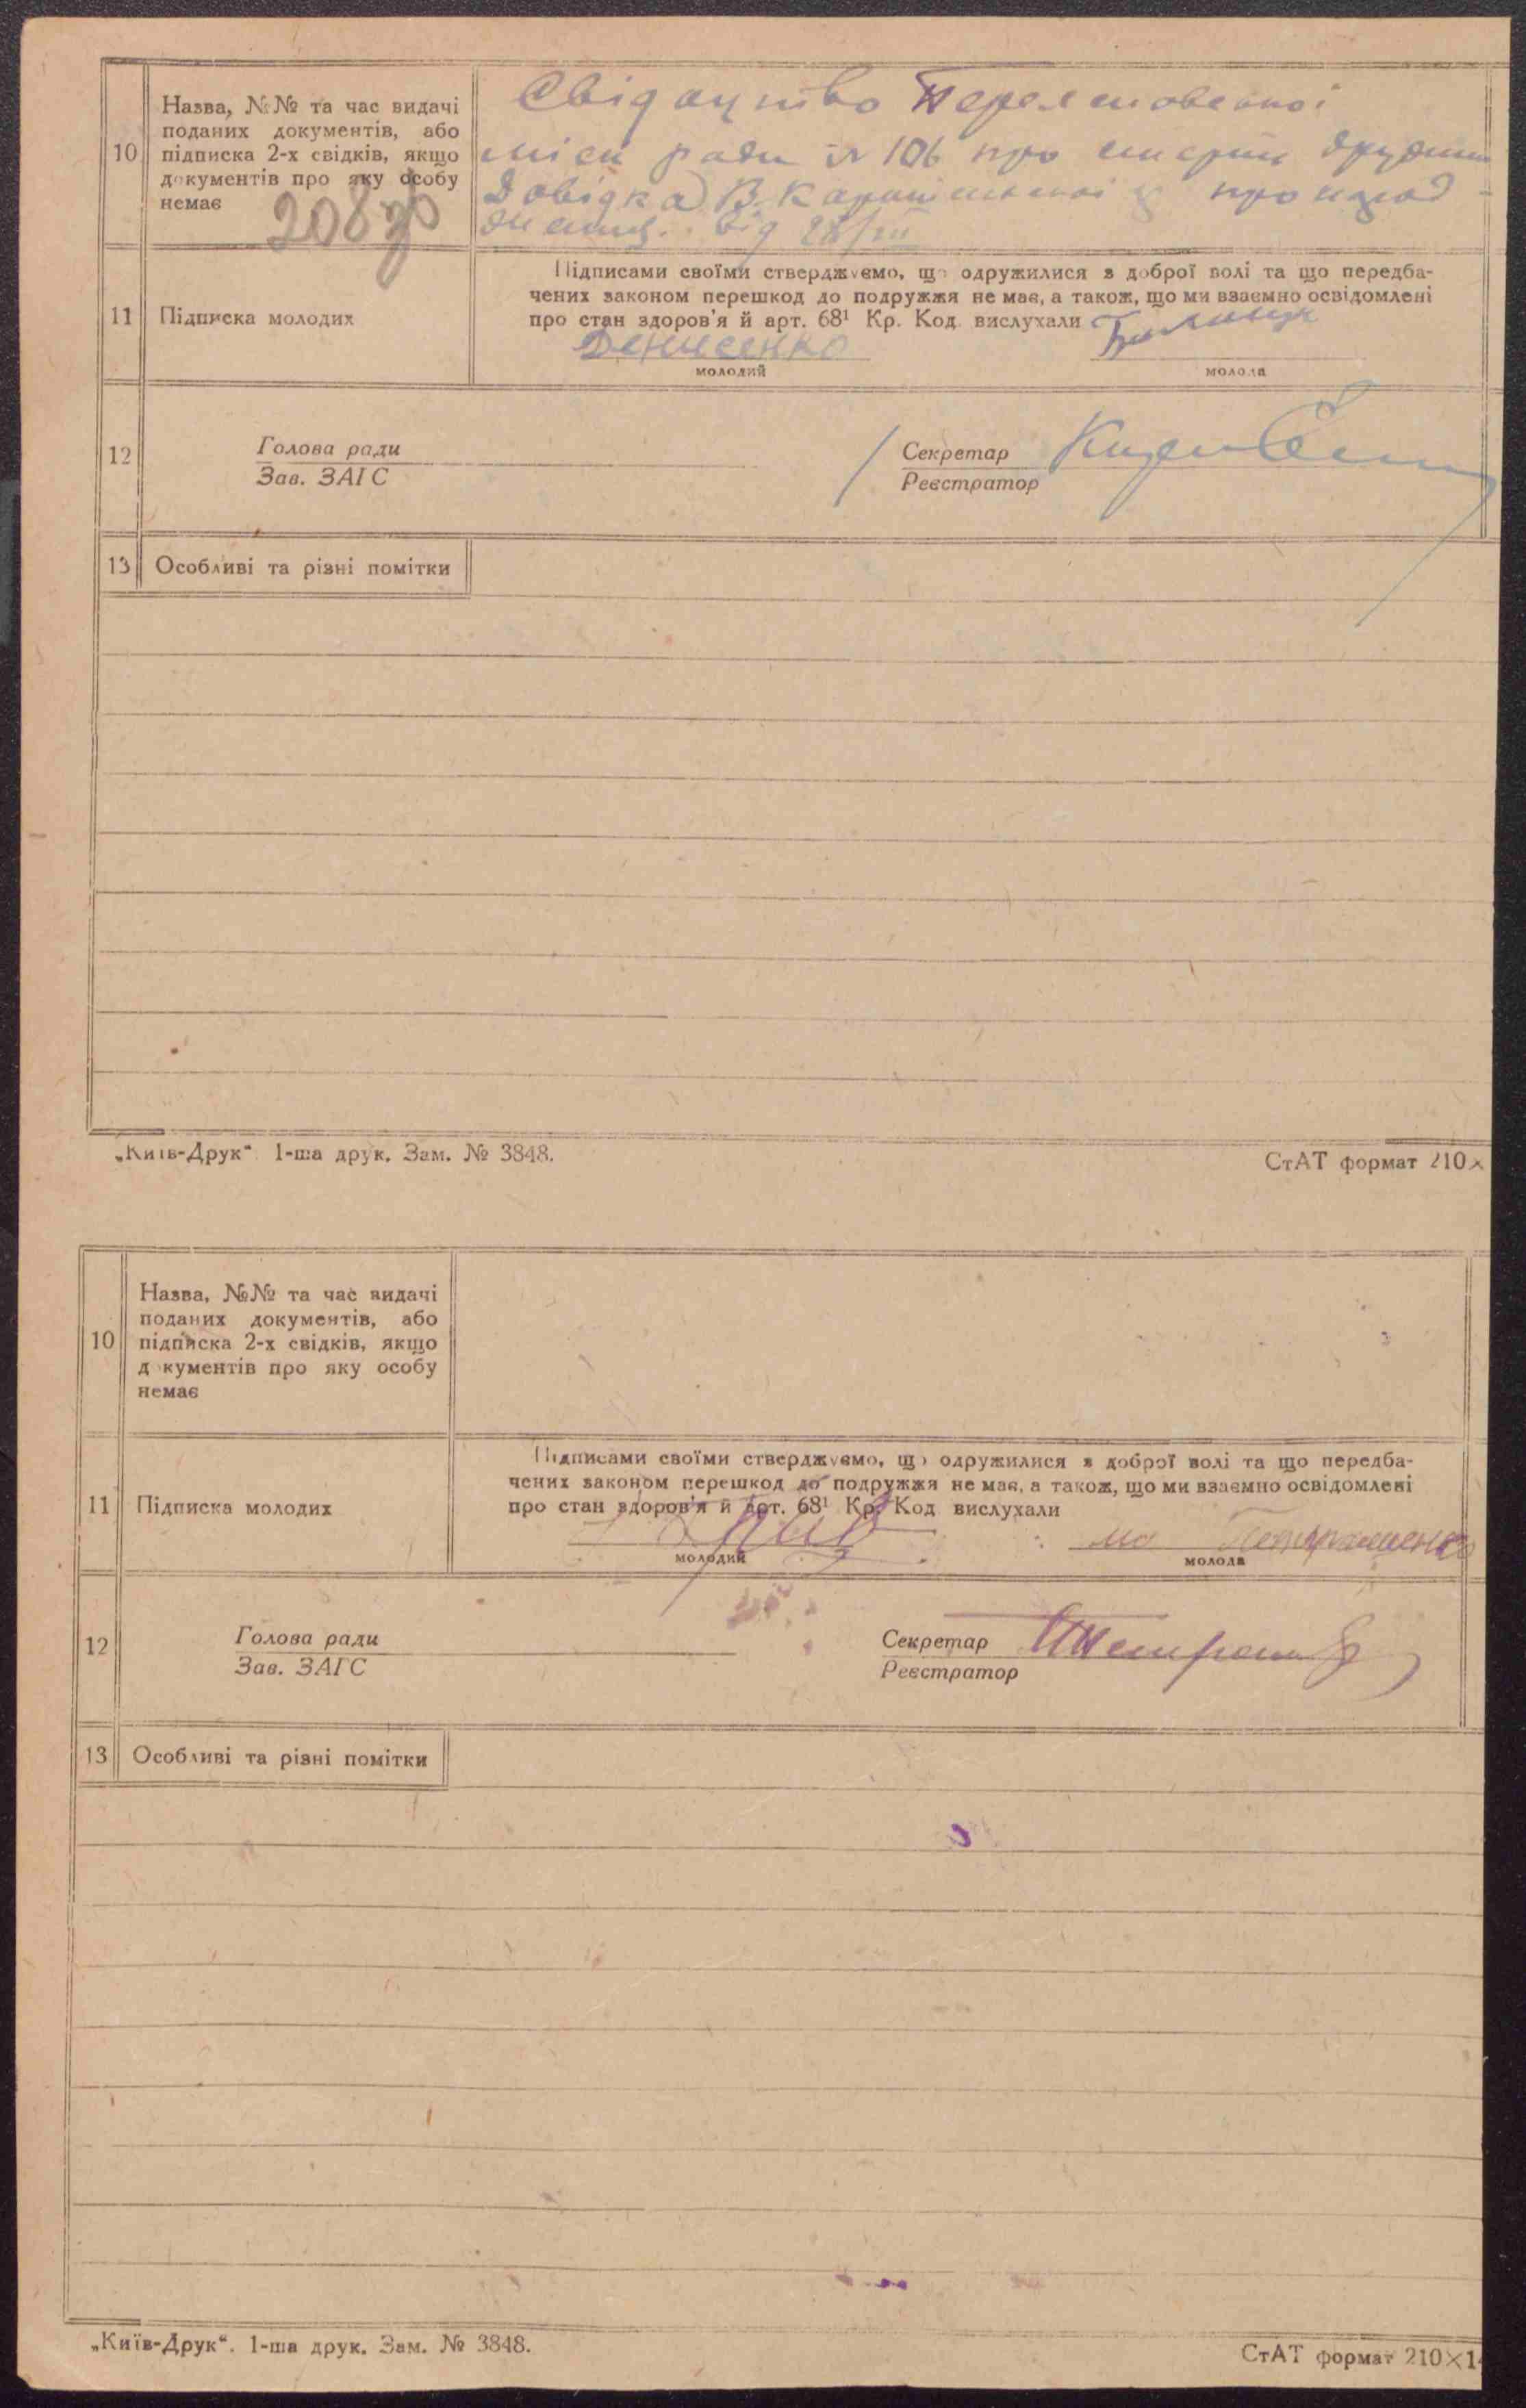 10
Назва, №№ та час видачі
поданих документів, або
підписка 2-х свідків, якщо
документів про яку особу
немає
208
Свідоцтво
міськ ради № 106 про смерть дружини
Довідка В. про
від
11
Підписка молодих
Підписами своїми стверджуємо, що одружилися з доброї волі та що передба-
чених законом перешкод до подружжя не має, а також, що ми взаємно освідомлені
про стан здоров'я й арт. 68¹ Кр. Код. вислухали
Денисенко
молодий
молода
12
Голова ради
Зав. ЗАГС
Секретар
Реєстратор
13
Особливі та різні помітки
„Київ-Друк“. 1-ша друк. Зам. № 3848.
СтАТ формат 210×
10
Назва, №№ та час видачі
поданих документів, або
підписка 2-х свідків, якщо
д кументів про яку особу
немає
11
Підписка молодих
Підписами своїми стверджуємо, що одружилися з доброї волі та що передба-
чених законом перешкод до подружжя не має, а також, що ми взаємно освідомлені
про стан здоров'я й арт. 68¹ Кр. Код вислухали
молодий
молода
12
Голова ради
Зав. ЗАГС
Секретар
Реєстратор
13
Особливі та різні помітки
„Київ-Друк“. 1-ша друк. Зам. № 3848.
СтАТ формат 210×1